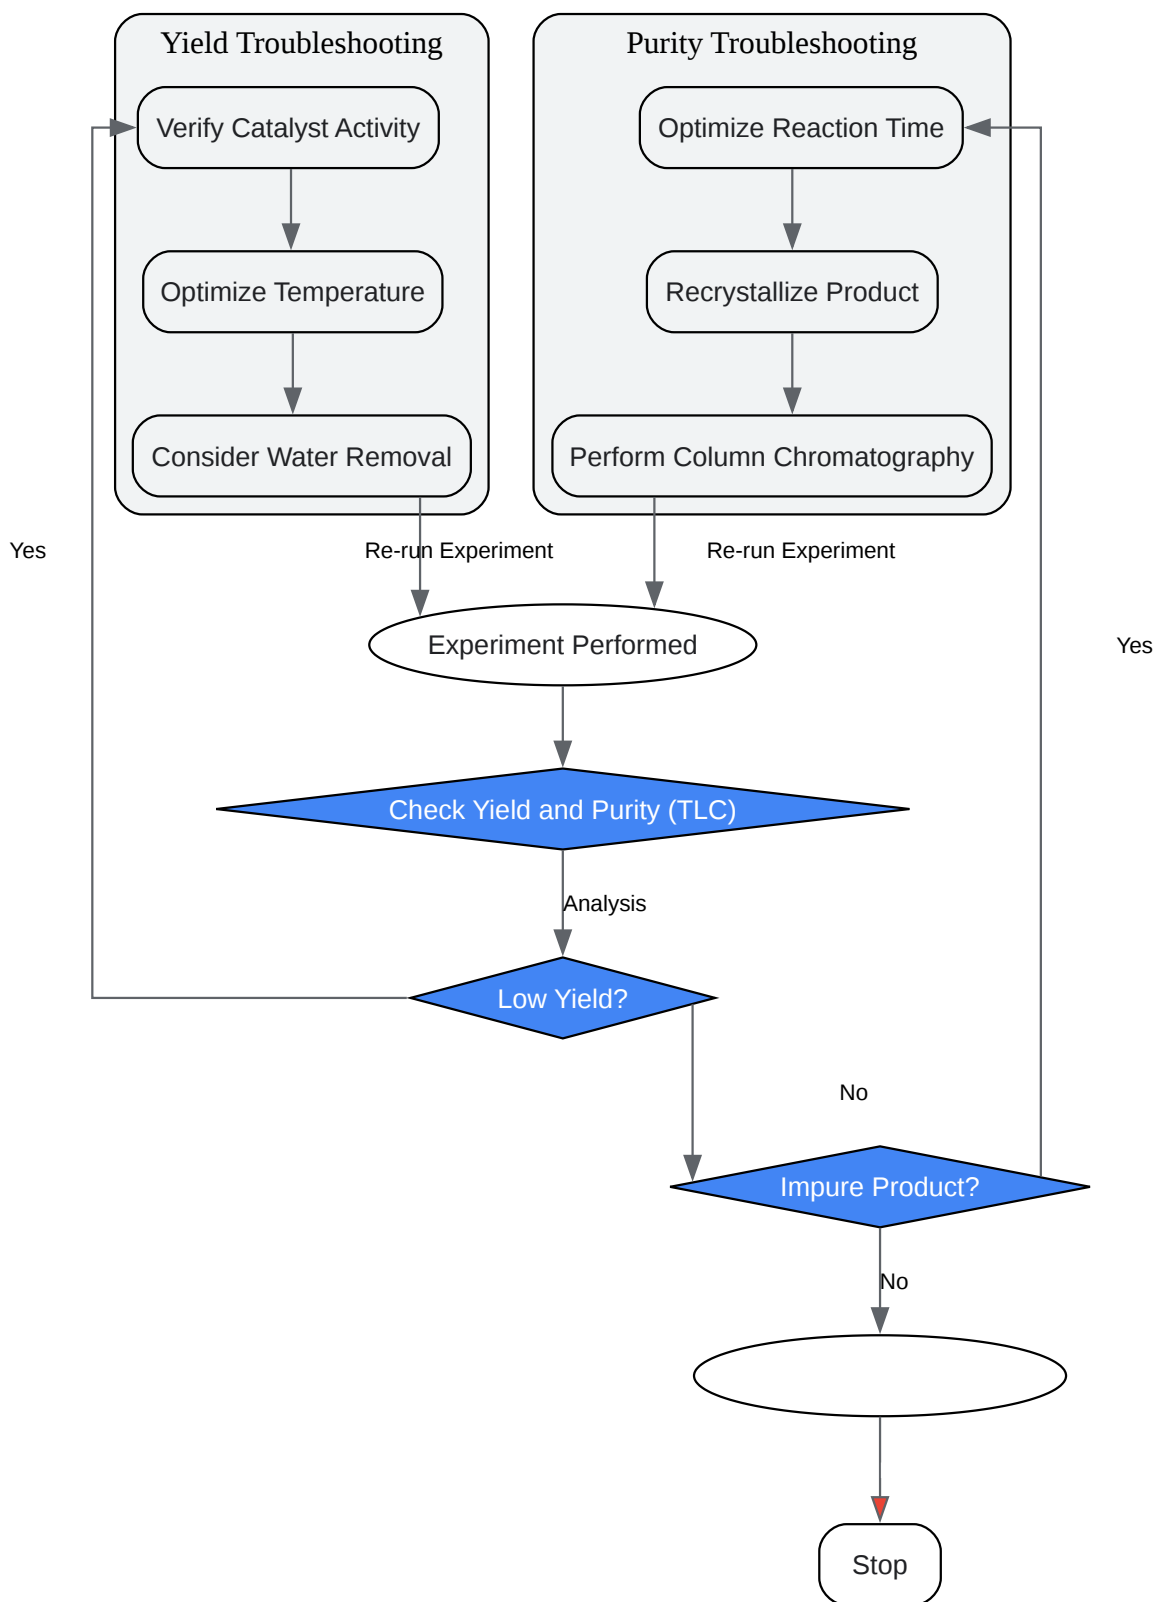 Yield Troubleshooting
Purity Troubleshooting
Verify Catalyst Activity
Optimize Reaction Time
Optimize Temperature
Recrystallize Product
Consider Water Removal
Perform Column Chromatography
Yes
Re-run Experiment
Re-run Experiment
Experiment Performed
Yes
Check Yield and Purity (TLC)
Analysis
Low Yield?
No
Impure Product?
No
Stop